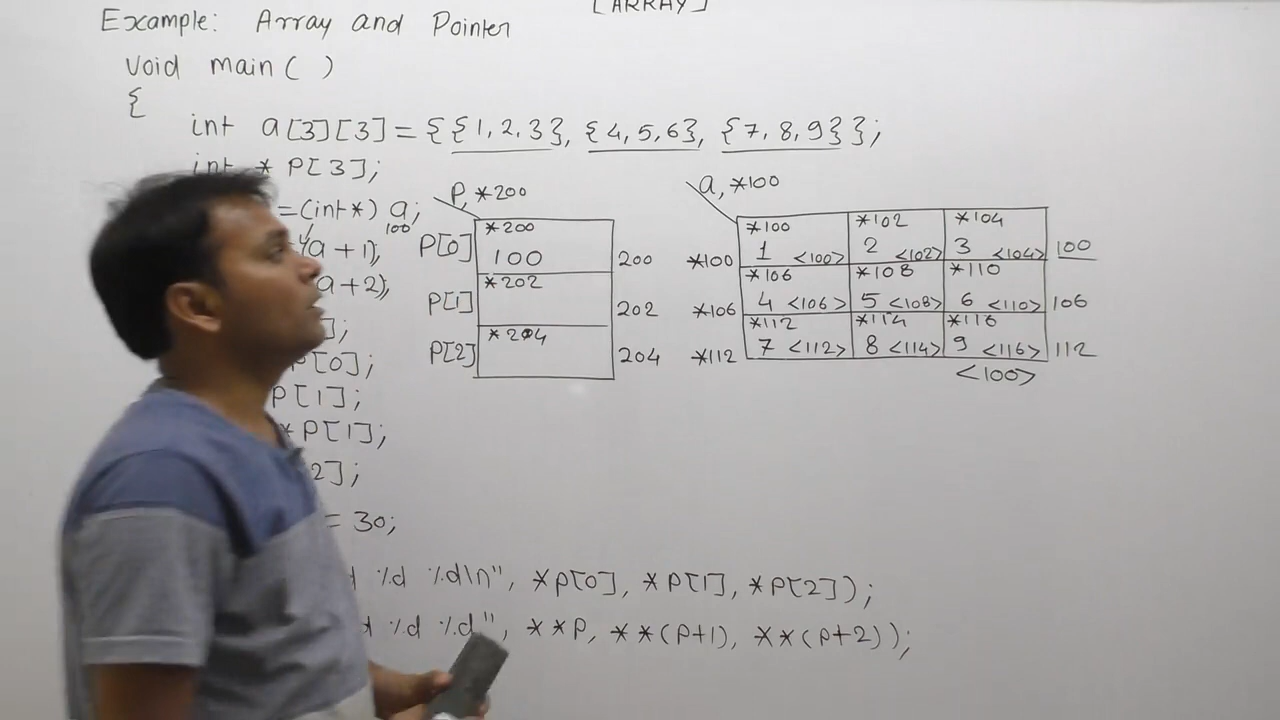 [ARRAY]
Example: Array and Pointer
void main( )
{
int a[3][3] = {{1,2,3}, {4,5,6}, {7,8,9}};
int * P[3];
=(int*) a;
100
(a+1);
a+2);
];
P[0];
P[1];
*P[1];
2];
= 30;
%d %d\n", *p[0], *P[1], *P[2]);
d %d %d", **P, **(P+1), **(P+2));
P, *200
P[0] *200 100 200
P[1] *202 202
P[2] *204 204
a, *100
*100 *102 *104
*100 1 <100> 2 <102> 3 <104> 100
*106 *108 *110
*106 4 <106> 5 <108> 6 <110> 106
*112 *114 *116
*112 7 <112> 8 <114> 9 <116> 112
<100>